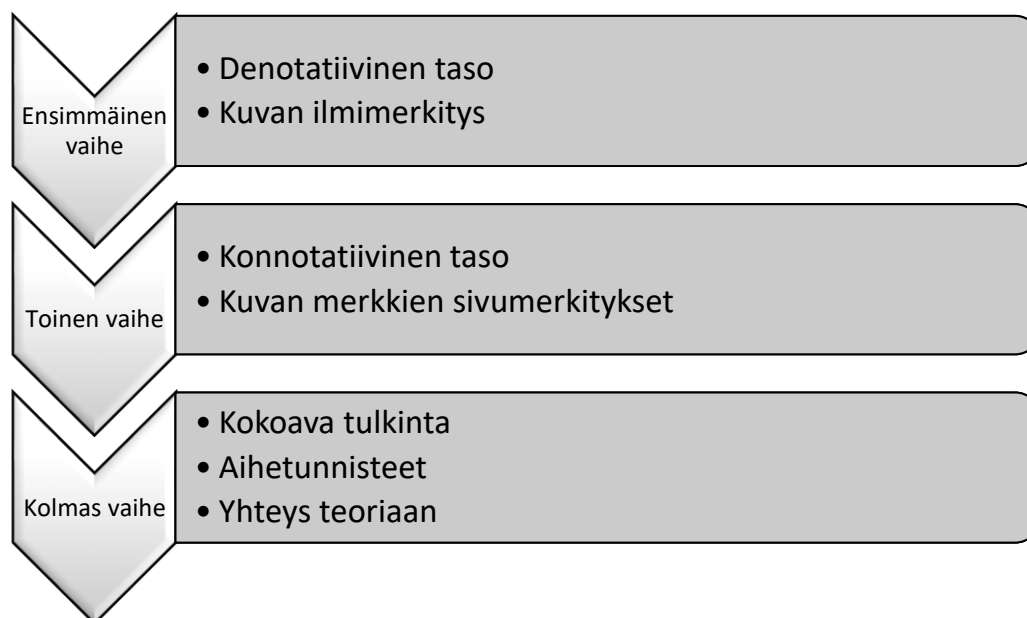 Ensimmäinen
vaihe
• Denotatiivinen taso
• Kuvan ilmimerkitys
Toinen vaihe
• Konnotatiivinen taso
• Kuvan merkkien sivumerkitykset
Kolmas vaihe
• Kokoava tulkinta
• Aihetunnisteet
• Yhteys teoriaan